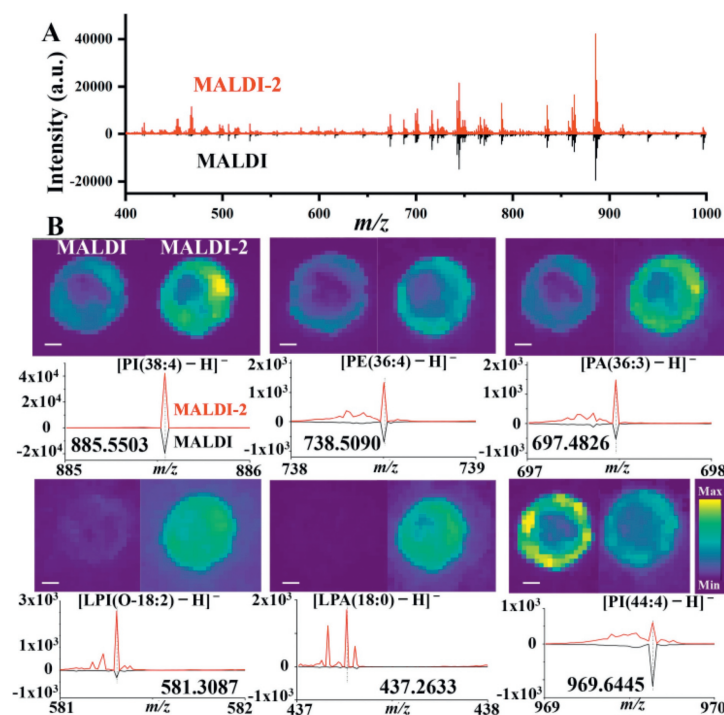 A
Intensity (a.u.)
40000
20000
0
-20000
MALDI-2
MALDI
400 500 600 700 800 900 1000
m/z
B
MALDI MALDI-2
[PI(38:4) − H]⁻ [PE(36:4) − H]⁻ [PA(36:3) − H]⁻
4x10⁴
2x10⁴
0
-2x10⁴
MALDI-2
MALDI
885.5503
885 m/z 886
2x10³
1x10³
0
-1x10³
738.5090
738 m/z 739
2x10³
1x10³
0
-1x10³
697.4826
697 m/z 698
Max
Min
[LPI(O-18:2) − H]⁻ [LPA(18:0) − H]⁻ [PI(44:4) − H]⁻
3x10³
1x10³
0
-1x10³
581.3087
581 m/z 582
2x10³
0
-1x10³
437.2633
437 m/z 438
1x10³
0
-1x10³
969.6445
969 m/z 970